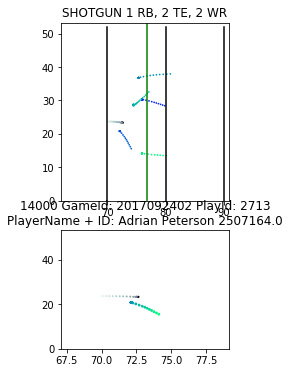 SHOTGUN 1 RB, 2 TE, 2 WR
50
40
30
20
10
0
70 80 90
14000 GameId: 2017092402 PlayId: 2713
PlayerName + ID: Adrian Peterson 2507164.0
40
20
0
67.5 70.0 72.5 75.0 77.5